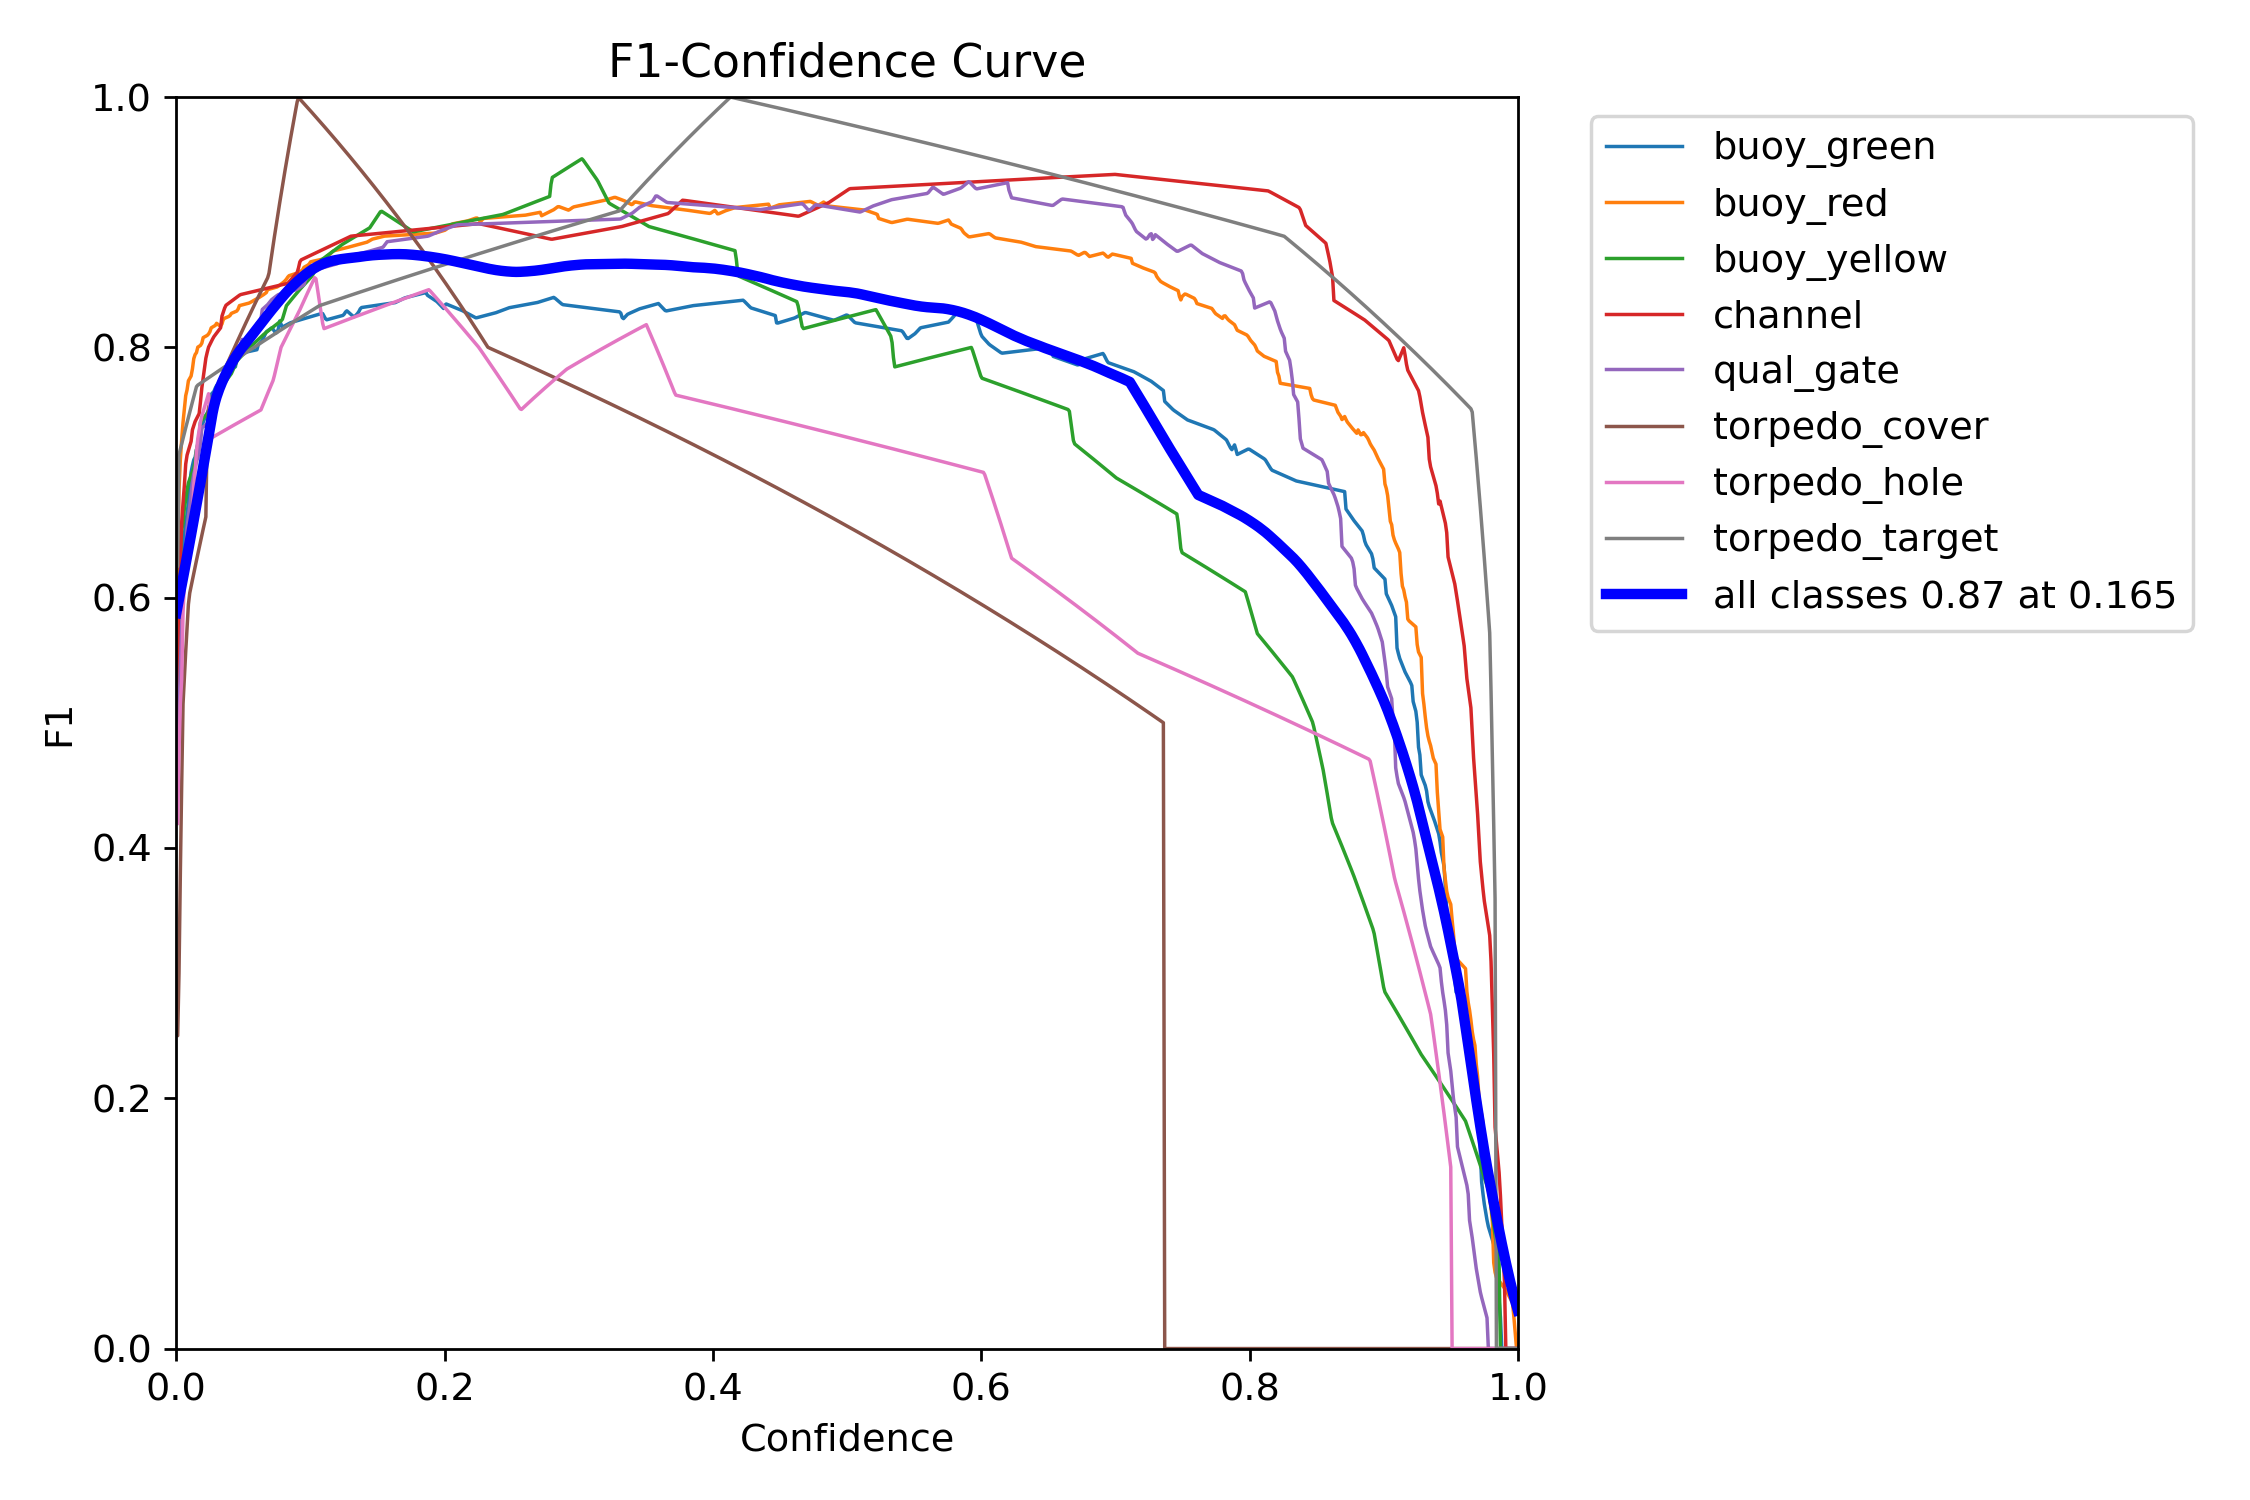 F1-Confidence Curve
1.0
0.8
0.6
0.4
0.2
0.0
F1
0.0 0.2 0.4 0.6 0.8 1.0
Confidence
buoy_green
buoy_red
buoy_yellow
channel
qual_gate
torpedo_cover
torpedo_hole
torpedo_target
all classes 0.87 at 0.165